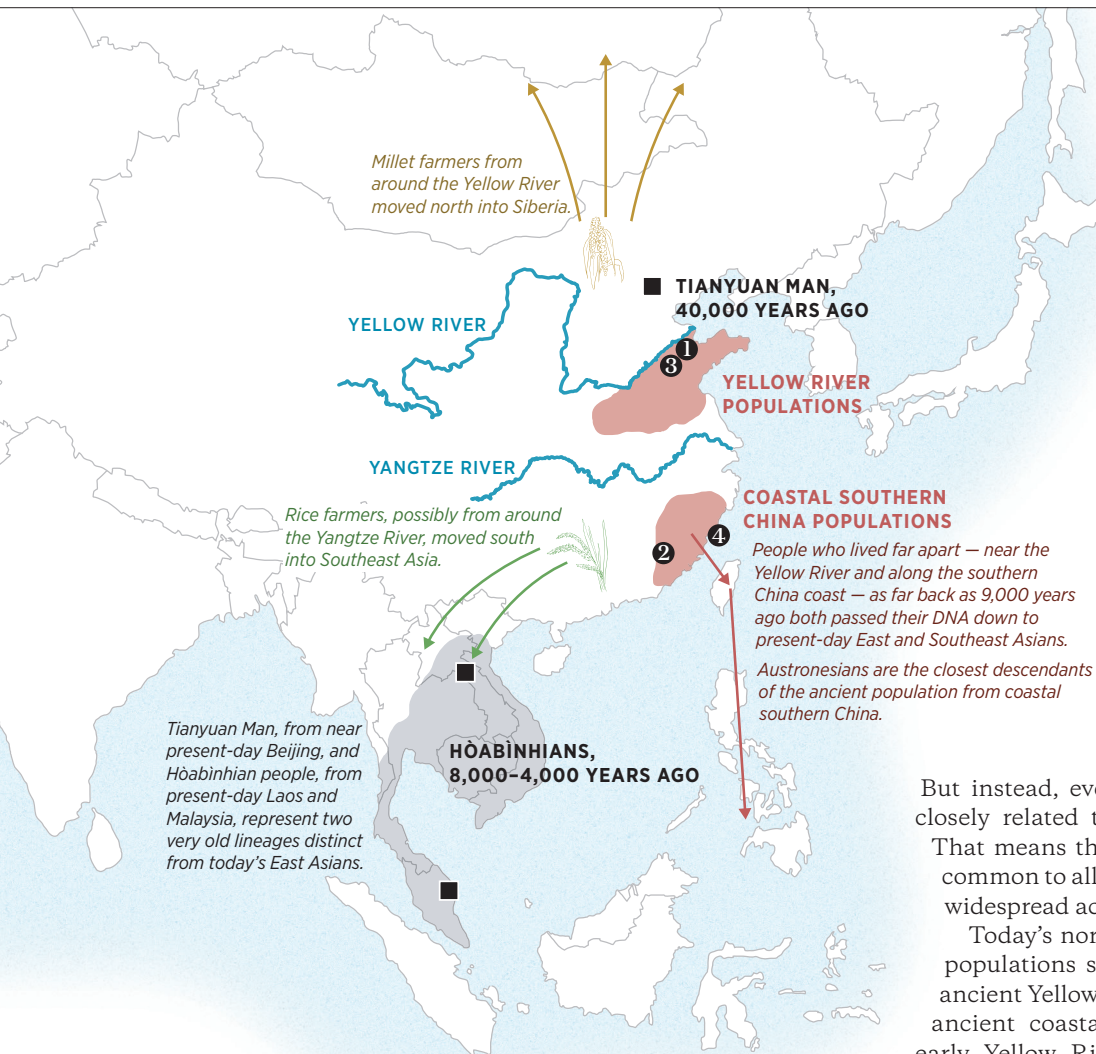 Millet farmers from
around the Yellow River
moved north into Siberia.
TIANYUAN MAN,
40,000 YEARS AGO
YELLOW RIVER
1
3
YELLOW RIVER
POPULATIONS
YANGTZE RIVER
COASTAL SOUTHERN
CHINA POPULATIONS
Rice farmers, possibly from around
the Yangtze River, moved south
into Southeast Asia.
4
2
People who lived far apart — near the
Yellow River and along the southern
China coast — as far back as 9,000 years
ago both passed their DNA down to
present-day East and Southeast Asians.
Austronesians are the closest descendants
of the ancient population from coastal
southern China.
Tianyuan Man, from near
present-day Beijing, and
Hòabìnhian people, from
present-day Laos and
Malaysia, represent two
very old lineages distinct
from today's East Asians.
HÒABÌNHIANS,
8,000–4,000 YEARS AGO
But instead, eve
closely related t
That means th
common to all
widespread ac
Today's nor
populations s
ancient Yellow
ancient coasta
early Yellow Ri